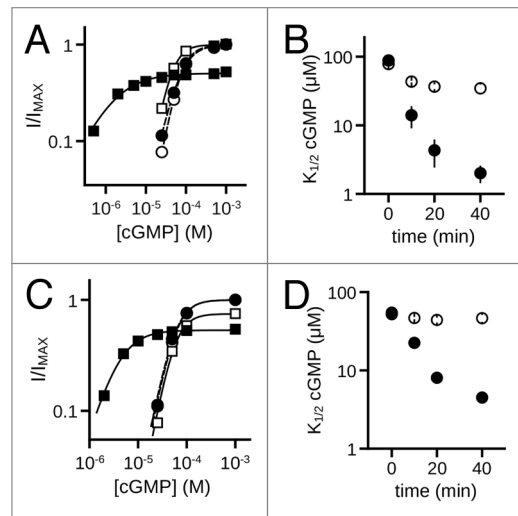 A
1
0.1
I/I_MAX
10⁻⁶ 10⁻⁵ 10⁻⁴ 10⁻³
[cGMP] (M)
B
100
10
1
K₁/₂ cGMP (μM)
0 20 40
time (min)
C
1
0.1
I/I_MAX
10⁻⁶ 10⁻⁵ 10⁻⁴ 10⁻³
[cGMP] (M)
D
100
10
1
K₁/₂ cGMP (μM)
0 20 40
time (min)